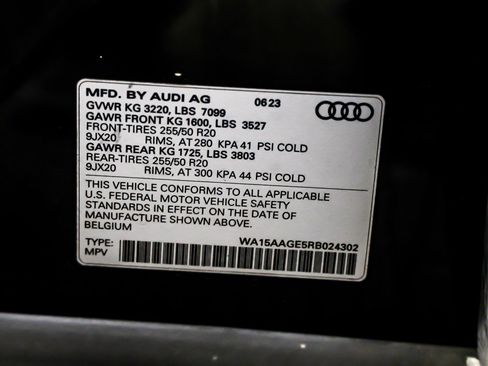 MFD. BY AUDI AG 0623
GVWR KG 3220, LBS 7099
GAWR FRONT KG 1600, LBS 3527
FRONT-TIRES 255/50 R20
9JX20 RIMS, AT 280 KPA 41 PSI COLD
GAWR REAR KG 1725, LBS 3803
REAR-TIRES 255/50 R20
9JX20 RIMS, AT 300 KPA 44 PSI COLD
THIS VEHICLE CONFORMS TO ALL APPLICABLE
U.S. FEDERAL MOTOR VEHICLE SAFETY
STANDARDS IN EFFECT ON THE DATE OF
MANUFACTURE SHOWN ABOVE.
BELGIUM
WA15AAGE5RB024302
TYPE:
MPV